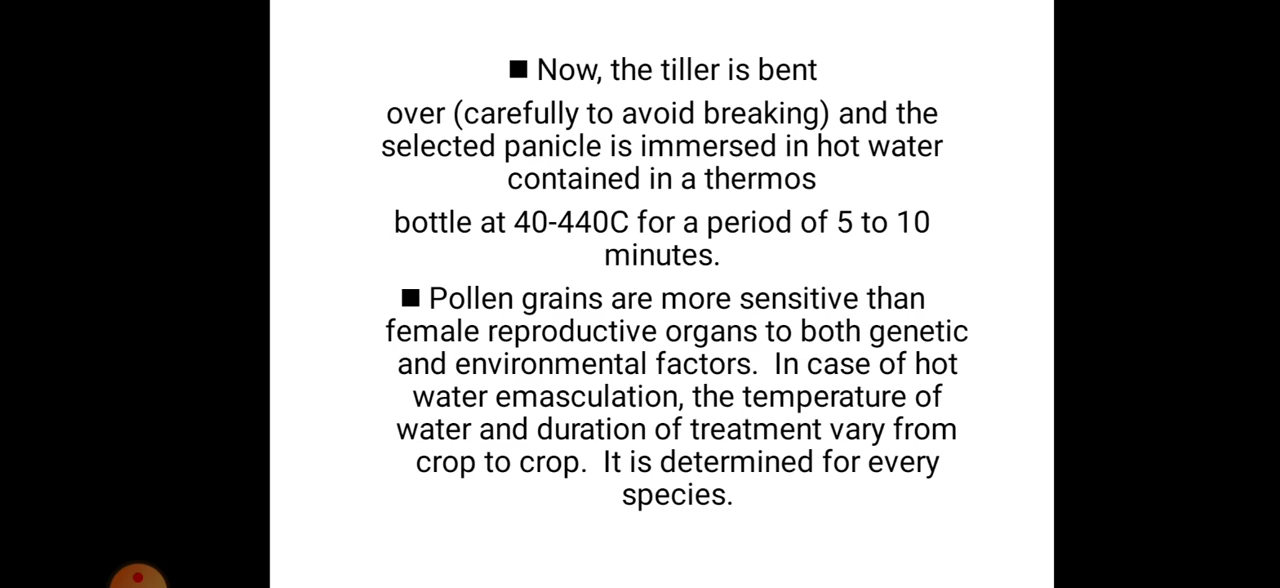 ■ Now, the tiller is bent
over (carefully to avoid breaking) and the
selected panicle is immersed in hot water
contained in a thermos
bottle at 40-440C for a period of 5 to 10
minutes.
■ Pollen grains are more sensitive than
female reproductive organs to both genetic
and environmental factors.  In case of hot
water emasculation, the temperature of
water and duration of treatment vary from
crop to crop.  It is determined for every
species.